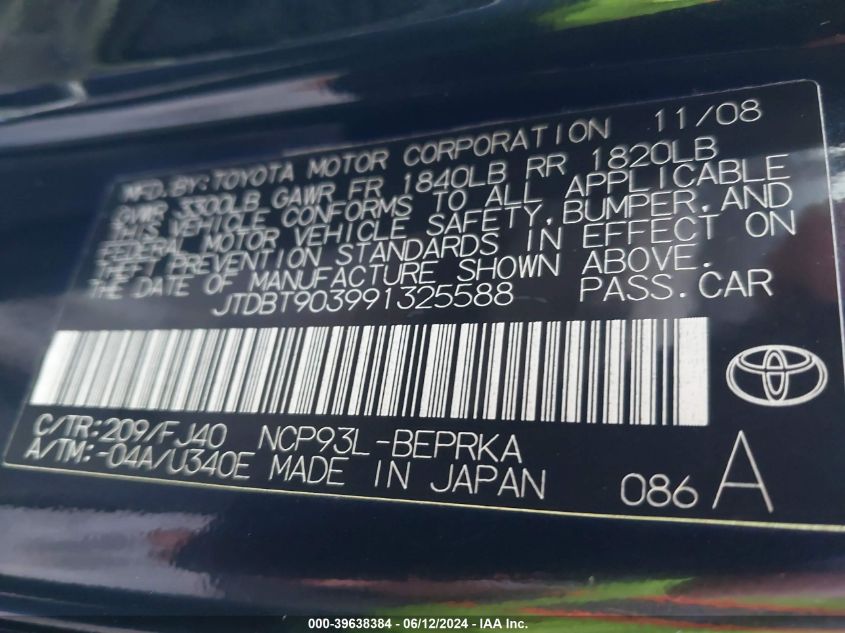 MFD. BY: TOYOTA MOTOR CORPORATION 11/08
GVWR 3300LB GAWR FR 1840LB RR 1820LB
THIS VEHICLE CONFORMS TO ALL APPLICABLE
FEDERAL MOTOR VEHICLE SAFETY, BUMPER, AND
THEFT PREVENTION STANDARDS IN EFFECT ON
THE DATE OF MANUFACTURE SHOWN ABOVE.
JTDBT903991325588 PASS. CAR
C/TR: 209/FJ40 NCP93L-BEPRKA
A/TM: -04A/U340E MADE IN JAPAN 086 A
000-39638384 - 06/12/2024 - IAA Inc.